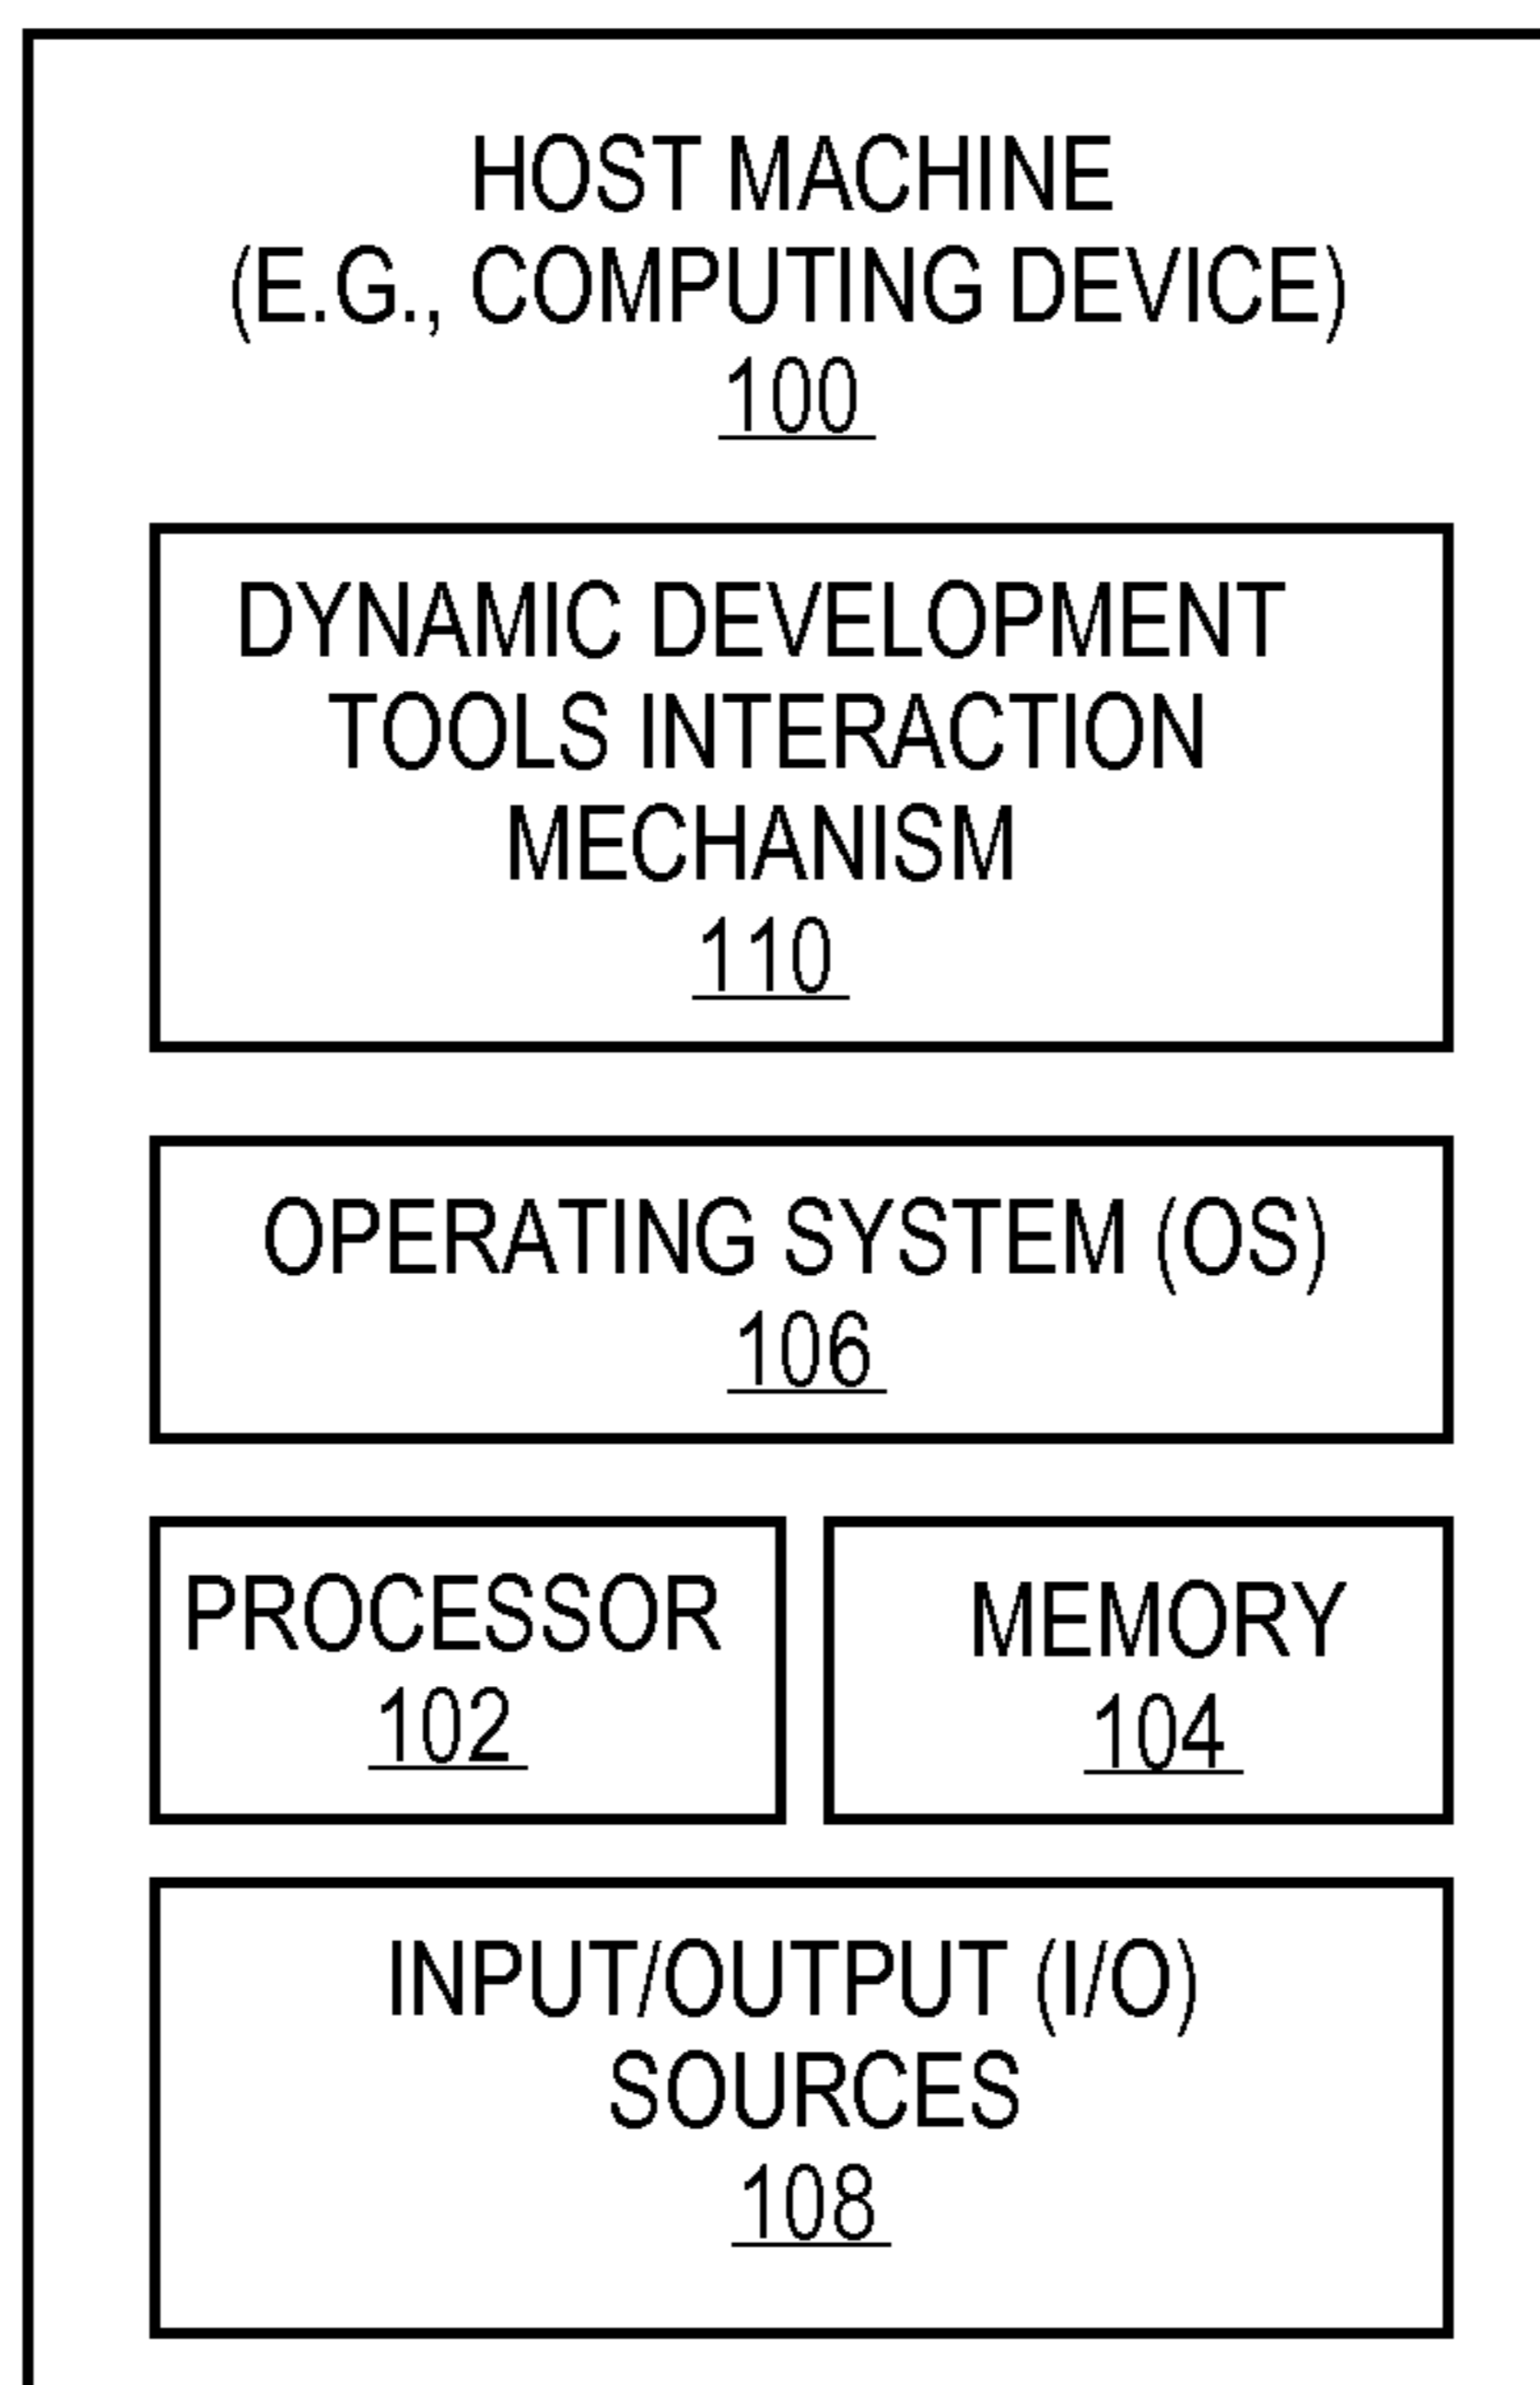 HOST MACHINE
(E.G., COMPUTING DEVICE)
100
DYNAMIC DEVELOPMENT
TOOLS INTERACTION
MECHANISM
110
OPERATING SYSTEM (OS)
106
PROCESSOR
102
MEMORY
104
INPUT/OUTPUT (I/O)
SOURCES
108